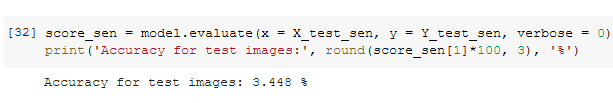 [32] score_sen = model.evaluate(x = X_test_sen, y = Y_test_sen, verbose = 0)
print('Accuracy for test images:', round(score_sen[1]*100, 3), '%')
Accuracy for test images: 3.448 %